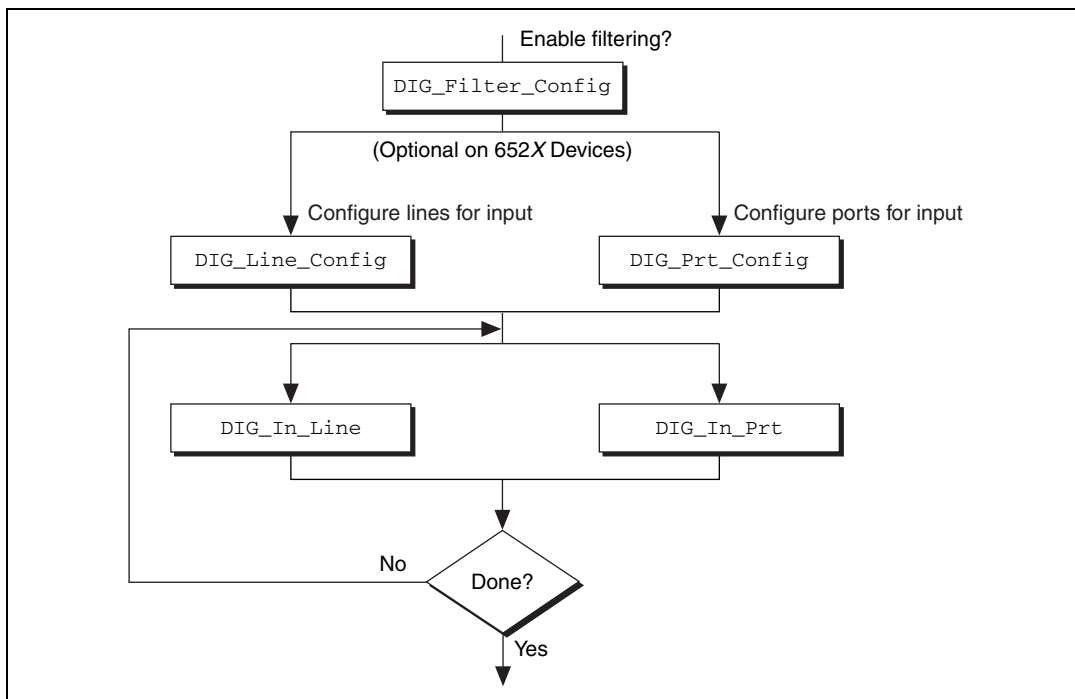 Enable filtering?
DIG_Filter_Config
(Optional on 652X Devices)
Configure lines for input
Configure ports for input
DIG_Line_Config
DIG_Prt_Config
DIG_In_Line
DIG_In_Prt
No
Done?
Yes